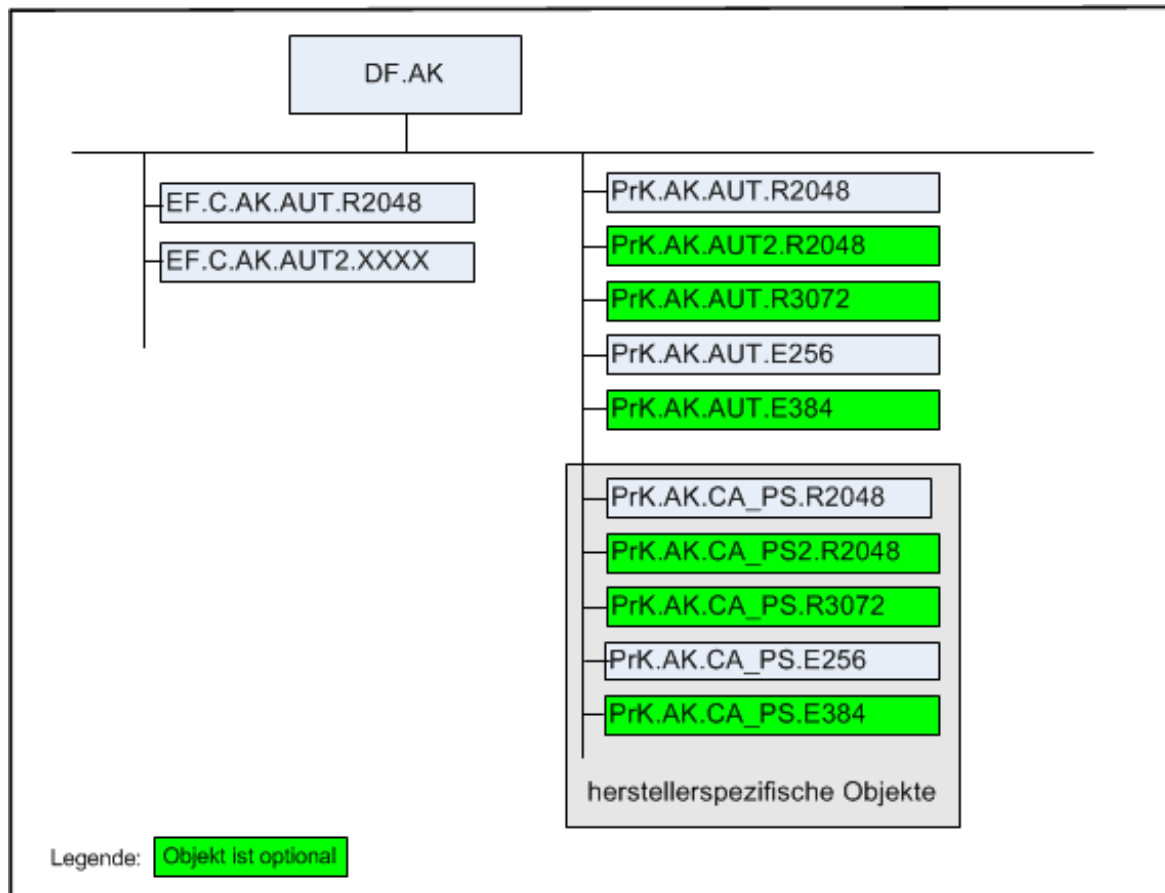 DF.AK
EF.C.AK.AUT.R2048
EF.C.AK.AUT2.XXXX
PrK.AK.AUT.R2048
PrK.AK.AUT2.R2048
PrK.AK.AUT.R3072
PrK.AK.AUT.E256
PrK.AK.AUT.E384
PrK.AK.CA_PS.R2048
PrK.AK.CA_PS2.R2048
PrK.AK.CA_PS.R3072
PrK.AK.CA_PS.E256
PrK.AK.CA_PS.E384
herstellerspezifische Objekte
Legende: Objekt ist optional